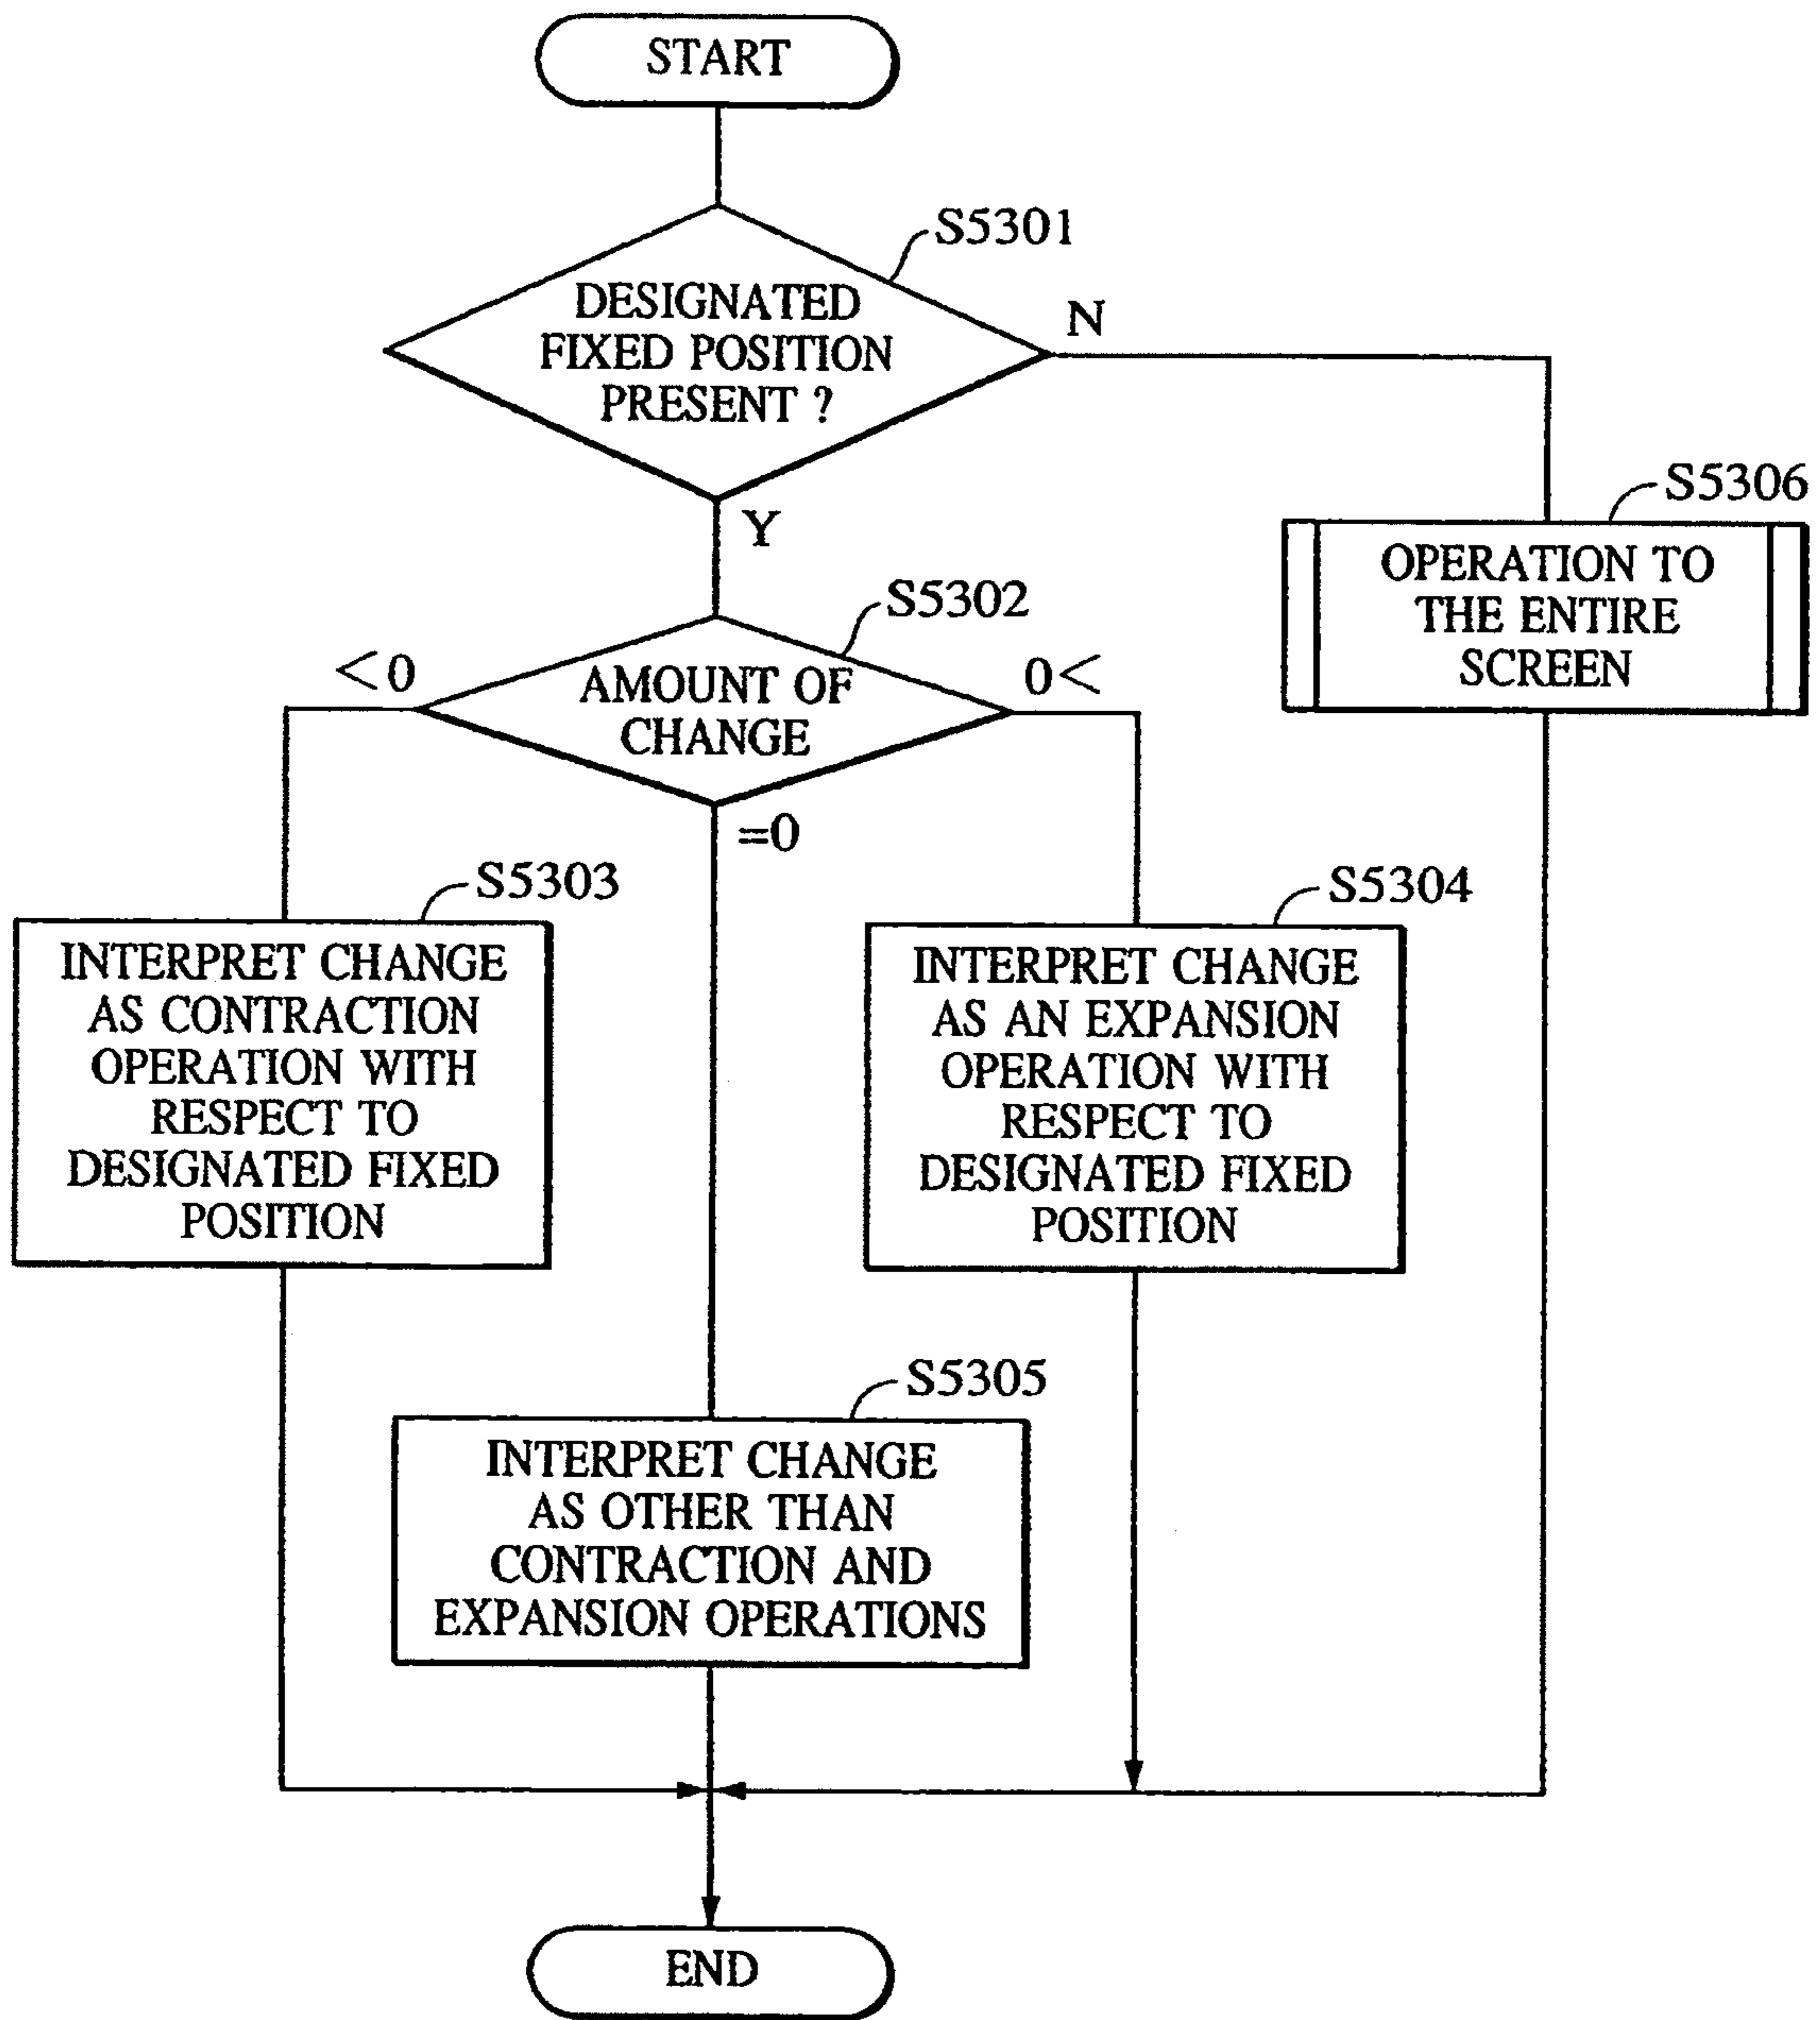 START
S5301
DESIGNATED
FIXED POSITION
PRESENT ?
N
Y
S5306
OPERATION TO
THE ENTIRE
SCREEN
S5302
<0
AMOUNT OF
CHANGE
0<
=0
S5303
INTERPRET CHANGE
AS CONTRACTION
OPERATION WITH
RESPECT TO
DESIGNATED FIXED
POSITION
S5304
INTERPRET CHANGE
AS AN EXPANSION
OPERATION WITH
RESPECT TO
DESIGNATED FIXED
POSITION
S5305
INTERPRET CHANGE
AS OTHER THAN
CONTRACTION AND
EXPANSION OPERATIONS
END